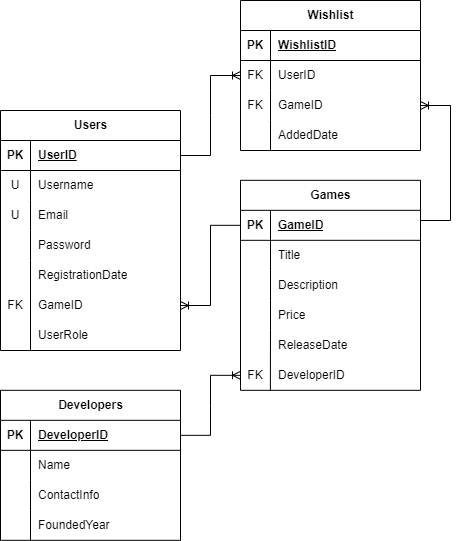 Wishlist
PK WishlistID
FK UserID
FK GameID
AddedDate
Users
PK UserID
U Username
U Email
Password
RegistrationDate
FK GameID
UserRole
Games
PK GameID
Title
Description
Price
ReleaseDate
FK DeveloperID
Developers
PK DeveloperID
Name
ContactInfo
FoundedYear